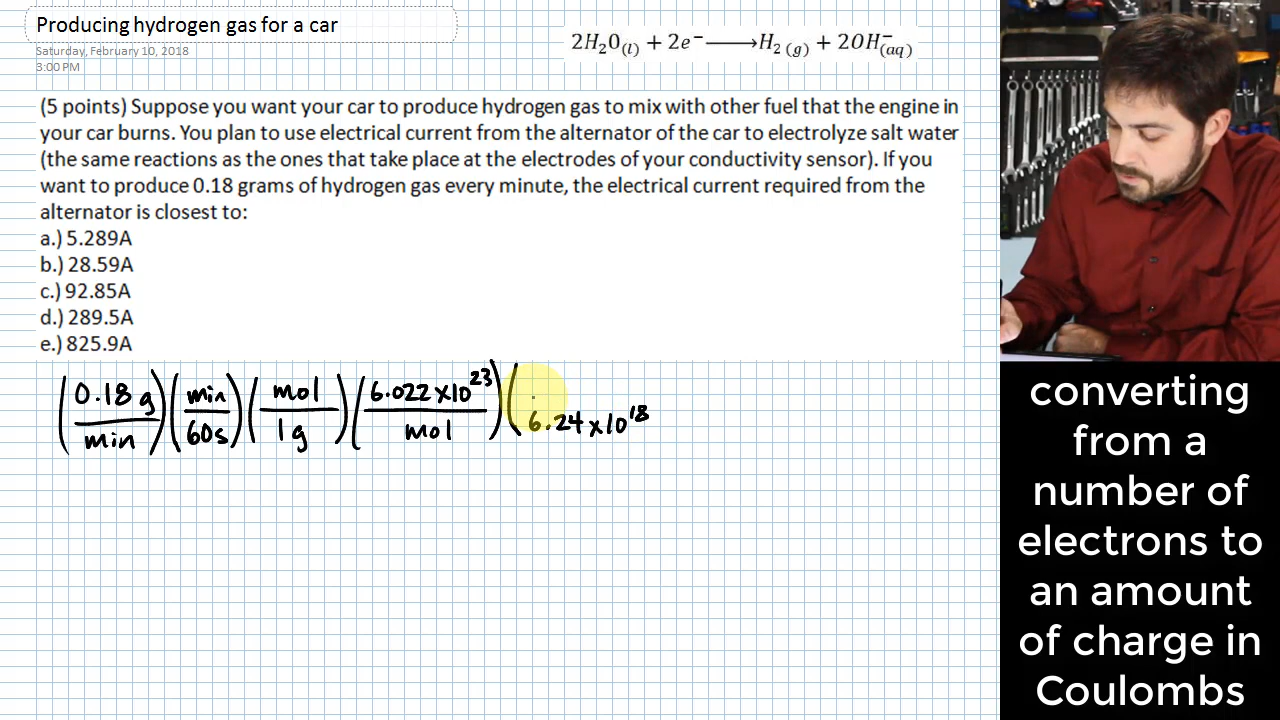 Producing hydrogen gas for a car
Saturday, February 10, 2018
3:00 PM
2H₂O₍l₎ + 2e⁻ ⟶ H₂ (g) + 2OH⁻(aq)
(5 points) Suppose you want your car to produce hydrogen gas to mix with other fuel that the engine in
your car burns. You plan to use electrical current from the alternator of the car to electrolyze salt water
(the same reactions as the ones that take place at the electrodes of your conductivity sensor). If you
want to produce 0.18 grams of hydrogen gas every minute, the electrical current required from the
alternator is closest to:
a.) 5.289A
b.) 28.59A
c.) 92.85A
d.) 289.5A
e.) 825.9A
(0.18 g / min)(min / 60s)(mol / 1g)(6.022 x10²³ / mol)( / 6.24 x10¹⁸
converting
from a
number of
electrons to
an amount
of charge in
Coulombs